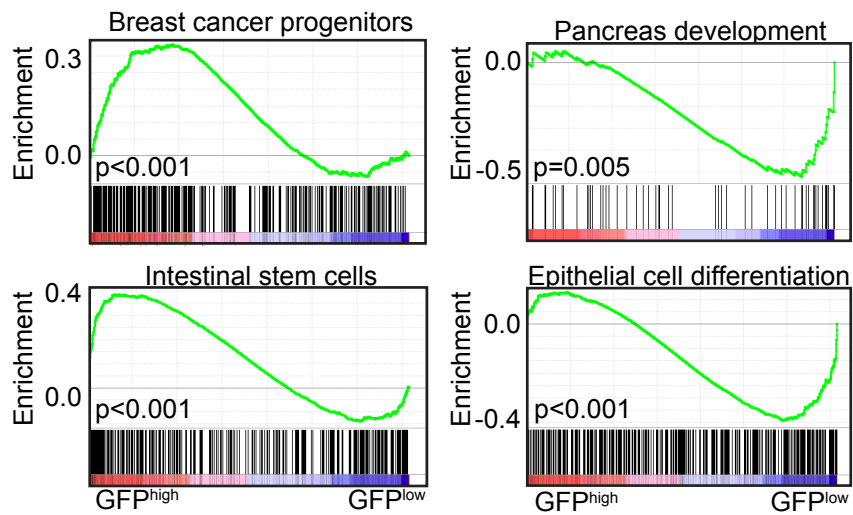 Breast cancer progenitors
Enrichment
0.3
0.0
p<0.001
Pancreas development
Enrichment
0.0
-0.5
p=0.005
Intestinal stem cells
Enrichment
0.4
0.0
p<0.001
GFPhigh
GFPlow
Epithelial cell differentiation
Enrichment
0.0
-0.4
p<0.001
GFPhigh
GFPlow